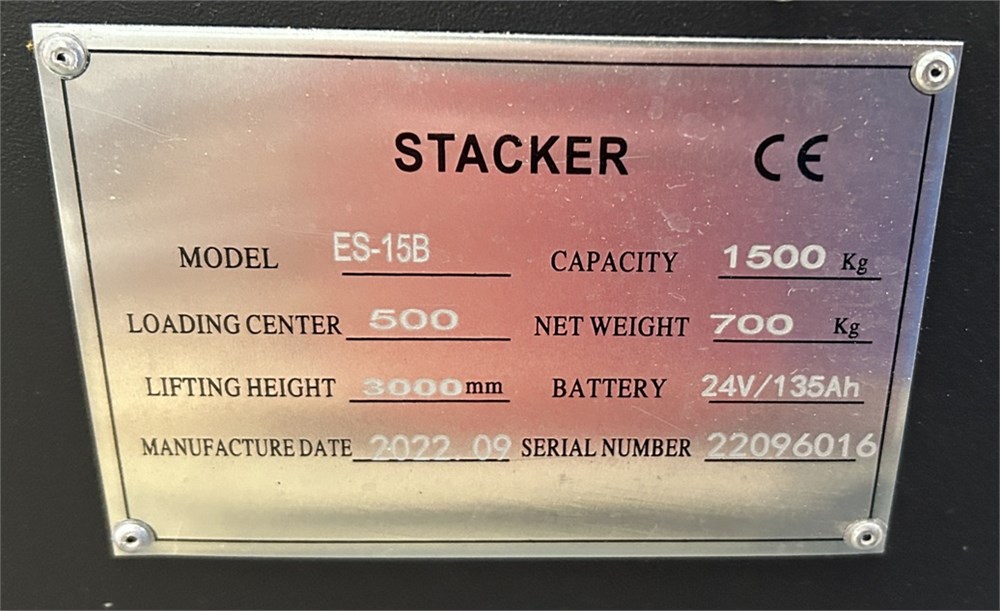 STACKER CE
MODEL ES-15B CAPACITY 1500 Kg
LOADING CENTER 500 NET WEIGHT 700 Kg
LIFTING HEIGHT 3000mm BATTERY 24V/135Ah
MANUFACTURE DATE 2022.09 SERIAL NUMBER 22096016